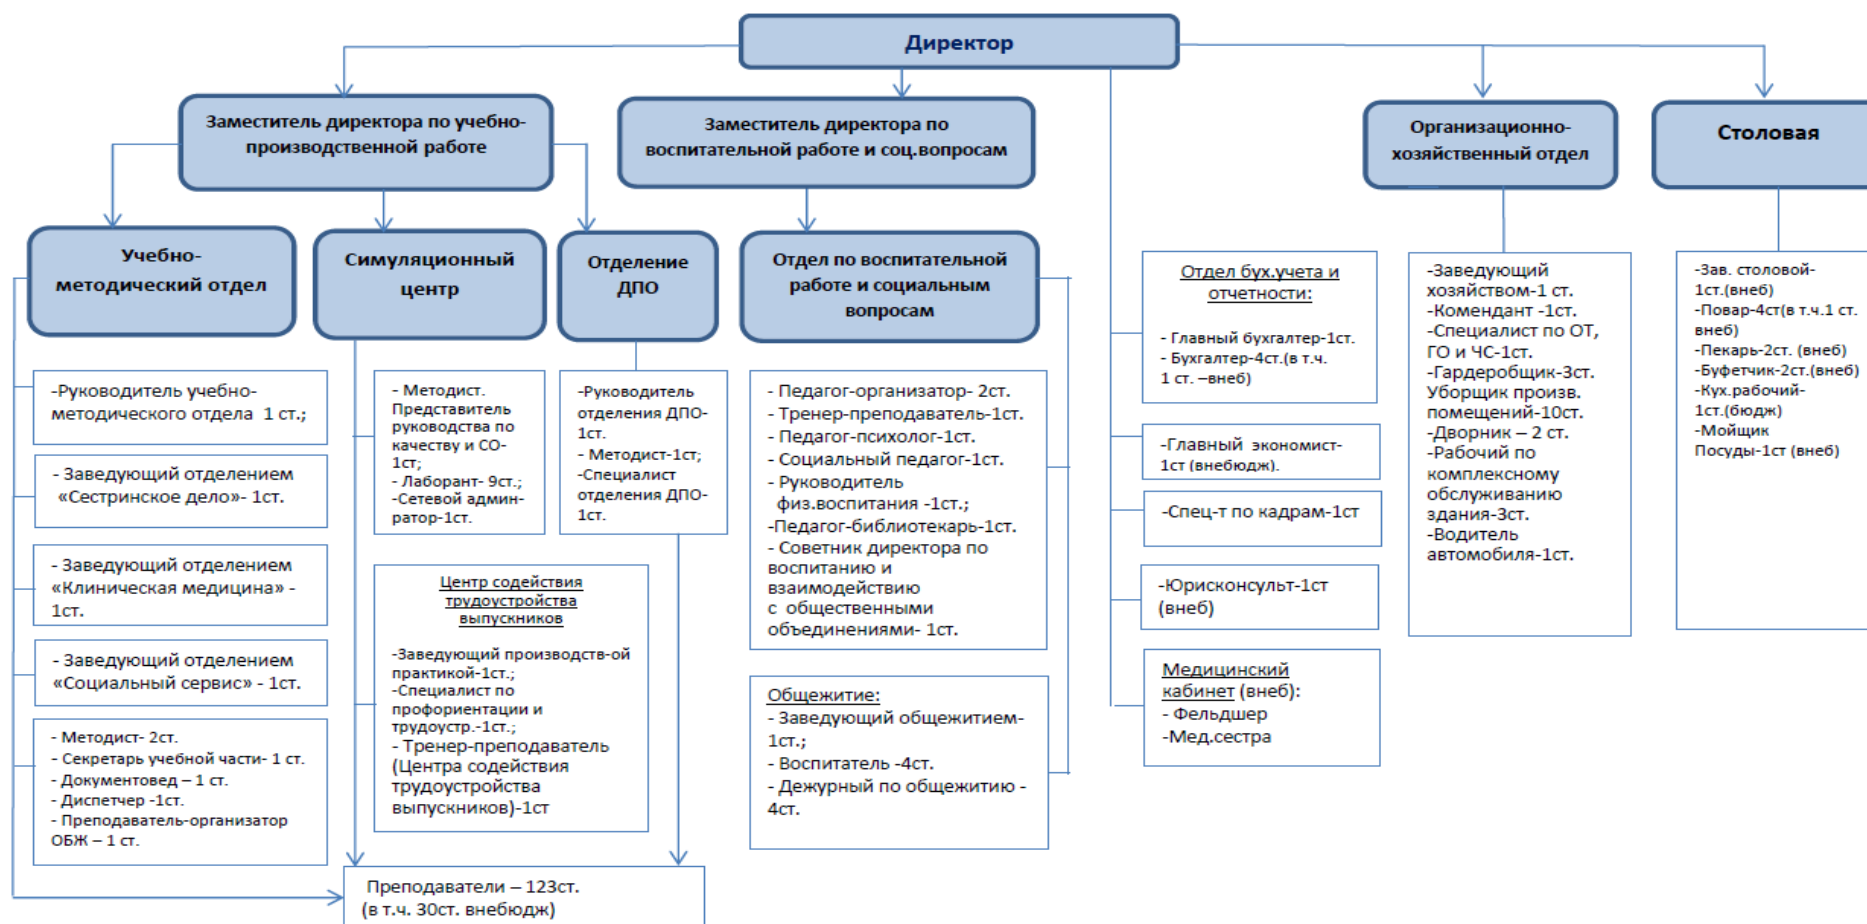 Директор
Заместитель директора по учебно-
производственной работе
Заместитель директора по
воспитательной работе и соц.вопросам
Организационно-
хозяйственный отдел
Столовая
Учебно-
методический отдел
Симуляционный
центр
Отделение
ДПО
Отдел по воспитательной
работе и социальным
вопросам
-Руководитель учебно-
методического отдела 1 ст.;
- Заведующий отделением
«Сестринское дело»- 1ст.
- Заведующий отделением
«Клиническая медицина» -
1ст.
- Заведующий отделением
«Социальный сервис» - 1ст.
- Методист- 2ст.
- Секретарь учебной части- 1 ст.
- Документовед – 1 ст.
- Диспетчер -1ст.
- Преподаватель-организатор
ОБЖ – 1 ст.
- Методист.
Представитель
руководства по
качеству и СО-
1ст;
- Лаборант- 9ст.;
-Сетевой админ-
ратор-1ст.
Центр содействия
трудоустройства
выпускников
-Заведующий производств-ой
практикой-1ст.;
-Специалист по
профориентации и
трудоустр.-1ст.;
- Тренер-преподаватель
(Центра содействия
трудоустройства
выпускников)-1ст
-Руководитель
отделения ДПО-
1ст.
- Методист-1ст;
-Специалист
отделения ДПО-
1ст.
Преподаватели – 123ст.
(в т.ч. 30ст. внебюдж)
- Педагог-организатор- 2ст.
- Тренер-преподаватель-1ст.
- Педагог-психолог-1ст.
- Социальный педагог-1ст.
- Руководитель
физ.воспитания -1ст.;
-Педагог-библиотекарь-1ст.
- Советник директора по
воспитанию и
взаимодействию
с общественными
объединениями- 1ст.
Общежитие:
- Заведующий общежитием-
1ст.;
- Воспитатель -4ст.
- Дежурный по общежитию -
4ст.
Отдел бух.учета и
отчетности:
- Главный бухгалтер-1ст.
- Бухгалтер-4ст.(в т.ч.
1 ст. –внеб)
-Главный экономист-
1ст (внебюдж).
-Спец-т по кадрам-1ст
-Юрисконсульт-1ст
(внеб)
Медицинский
кабинет (внеб):
- Фельдшер
-Мед.сестра
-Заведующий
хозяйством-1 ст.
-Комендант -1ст.
-Специалист по ОТ,
ГО и ЧС-1ст.
-Гардеробщик-3ст.
Уборщик произв.
помещений-10ст.
-Дворник – 2 ст.
-Рабочий по
комплексному
обслуживанию
здания-3ст.
-Водитель
автомобиля-1ст.
-Зав. столовой-
1ст.(внеб)
-Повар-4ст(в т.ч.1 ст.
внеб)
-Пекарь-2ст. (внеб)
-Буфетчик-2ст.(внеб)
-Кух.рабочий-
1ст.(бюдж)
-Мойщик
Посуды-1ст (внеб)